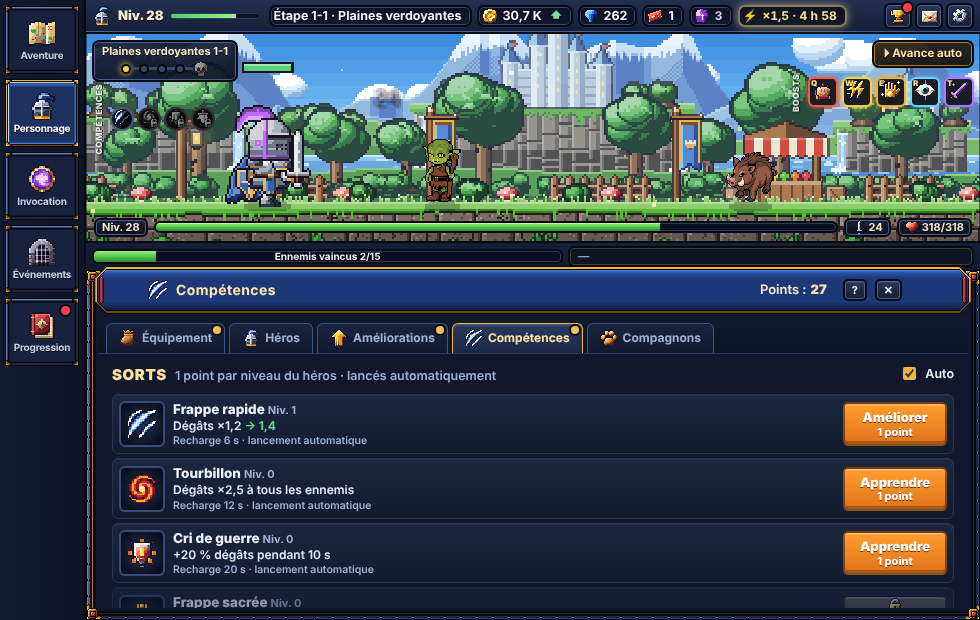 Niv. 28
Étape 1-1 · Plaines verdoyantes
30,7 K
262
1
3
×1,5 · 4 h 58
Aventure
Personnage
Invocation
Événements
Progression
Plaines verdoyantes 1-1
Avance auto
COMPÉTENCES
BOOSTS
Niv. 28
24
318/318
Ennemis vaincus 2/15
—
Compétences
Points : 27
?
×
Équipement
Héros
Améliorations
Compétences
Compagnons
SORTS 1 point par niveau du héros · lancés automatiquement
Auto
Frappe rapide Niv. 1
Dégâts ×1,2 → 1,4
Recharge 6 s · lancement automatique
Améliorer
1 point
Tourbillon Niv. 0
Dégâts ×2,5 à tous les ennemis
Recharge 12 s · lancement automatique
Apprendre
1 point
Cri de guerre Niv. 0
+20 % dégâts pendant 10 s
Recharge 20 s · lancement automatique
Apprendre
1 point
Frappe sacrée Niv. 0